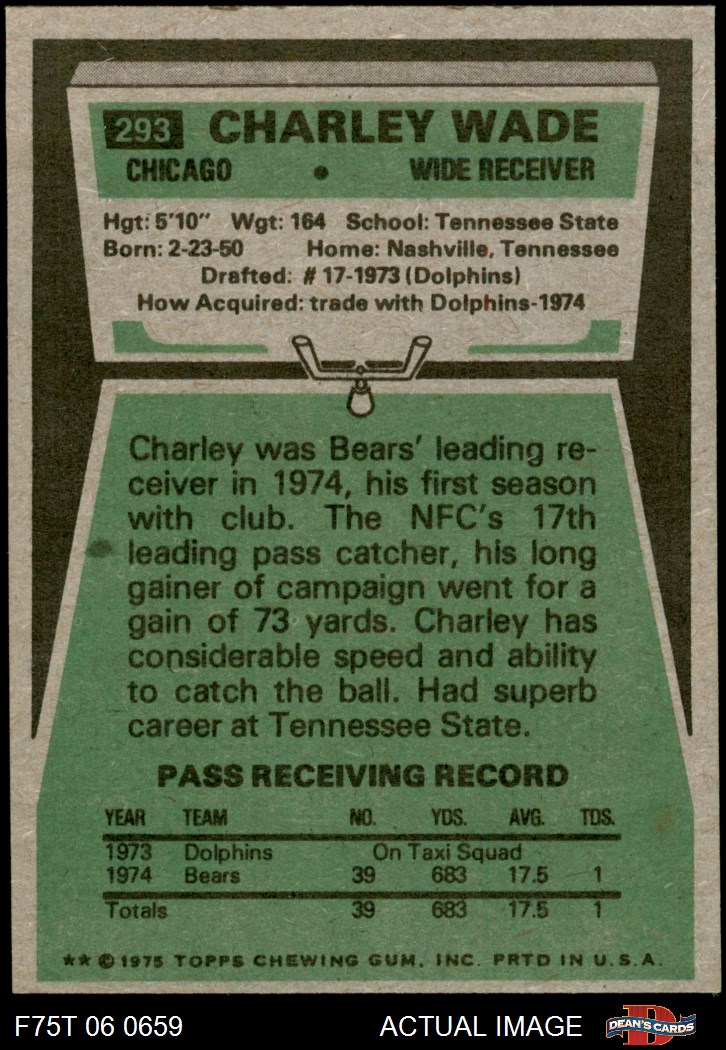 293 CHARLEY WADE
CHICAGO • WIDE RECEIVER
Hgt: 5'10" Wgt: 164 School: Tennessee State
Born: 2-23-50 Home: Nashville, Tennessee
Drafted: # 17-1973 (Dolphins)
How Acquired: trade with Dolphins-1974
Charley was Bears' leading re-
ceiver in 1974, his first season
with club. The NFC's 17th
leading pass catcher, his long
gainer of campaign went for a
gain of 73 yards. Charley has
considerable speed and ability
to catch the ball. Had superb
career at Tennessee State.
PASS RECEIVING RECORD
YEAR TEAM NO. YDS. AVG. TDS.
1973 Dolphins On Taxi Squad
1974 Bears 39 683 17.5 1
Totals 39 683 17.5 1
** © 1975 TOPPS CHEWING GUM, INC. PRTD IN U.S.A.
F75T 06 0659 ACTUAL IMAGE D DEAN'S CARDS